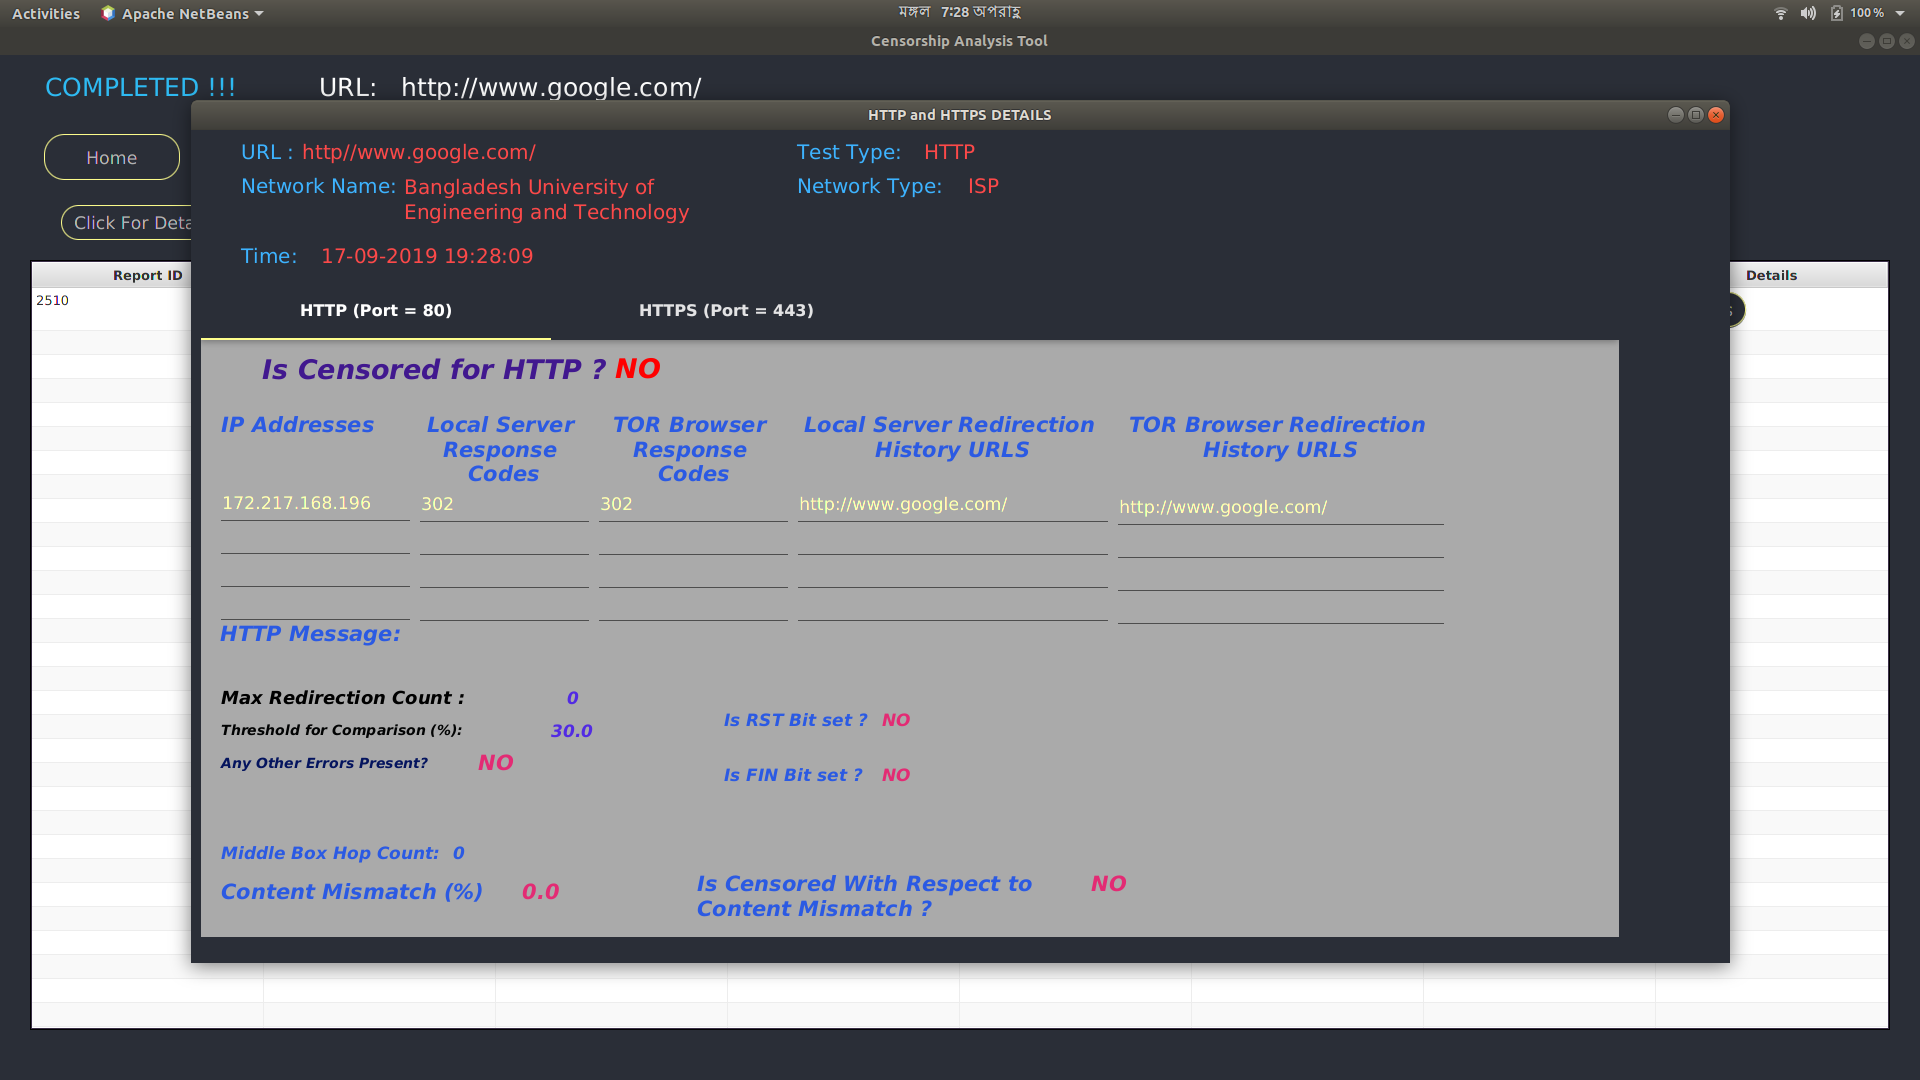 Activities Apache NetBeans মঙ্গল 7:28 অপরাহ্ণ 100%
Censorship Analysis Tool
COMPLETED !!! URL: http://www.google.com/
HTTP and HTTPS DETAILS
Home
Click For Deta
URL : http//www.google.com/ Test Type: HTTP
Network Name: Bangladesh University of Network Type: ISP
Engineering and Technology
Time: 17-09-2019 19:28:09
Report ID Details
2510
HTTP (Port = 80) HTTPS (Port = 443)
Is Censored for HTTP ? NO
IP Addresses Local Server TOR Browser Local Server Redirection TOR Browser Redirection
Response Response History URLS History URLS
Codes Codes
172.217.168.196 302 302 http://www.google.com/ http://www.google.com/
HTTP Message:
Max Redirection Count : 0
Is RST Bit set ? NO
Threshold for Comparison (%): 30.0
Any Other Errors Present? NO
Is FIN Bit set ? NO
Middle Box Hop Count: 0
Content Mismatch (%) 0.0 Is Censored With Respect to NO
Content Mismatch ?